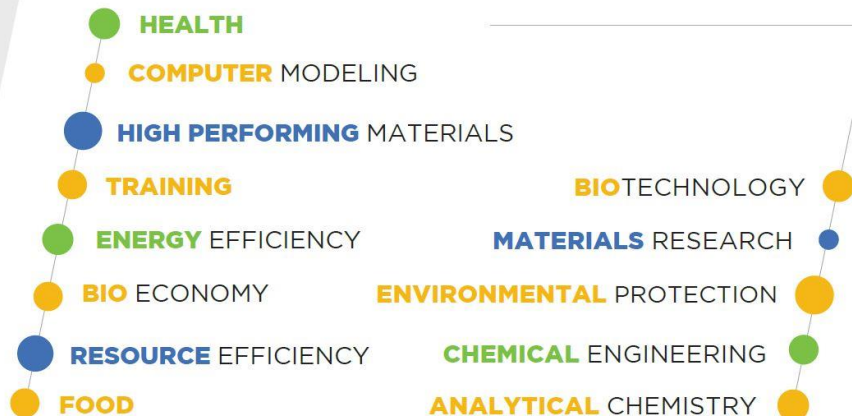 HEALTH
COMPUTER MODELING
HIGH PERFORMING MATERIALS
TRAINING
ENERGY EFFICIENCY
BIO ECONOMY
RESOURCE EFFICIENCY
FOOD
BIOTECHNOLOGY
MATERIALS RESEARCH
ENVIRONMENTAL PROTECTION
CHEMICAL ENGINEERING
ANALYTICAL CHEMISTRY